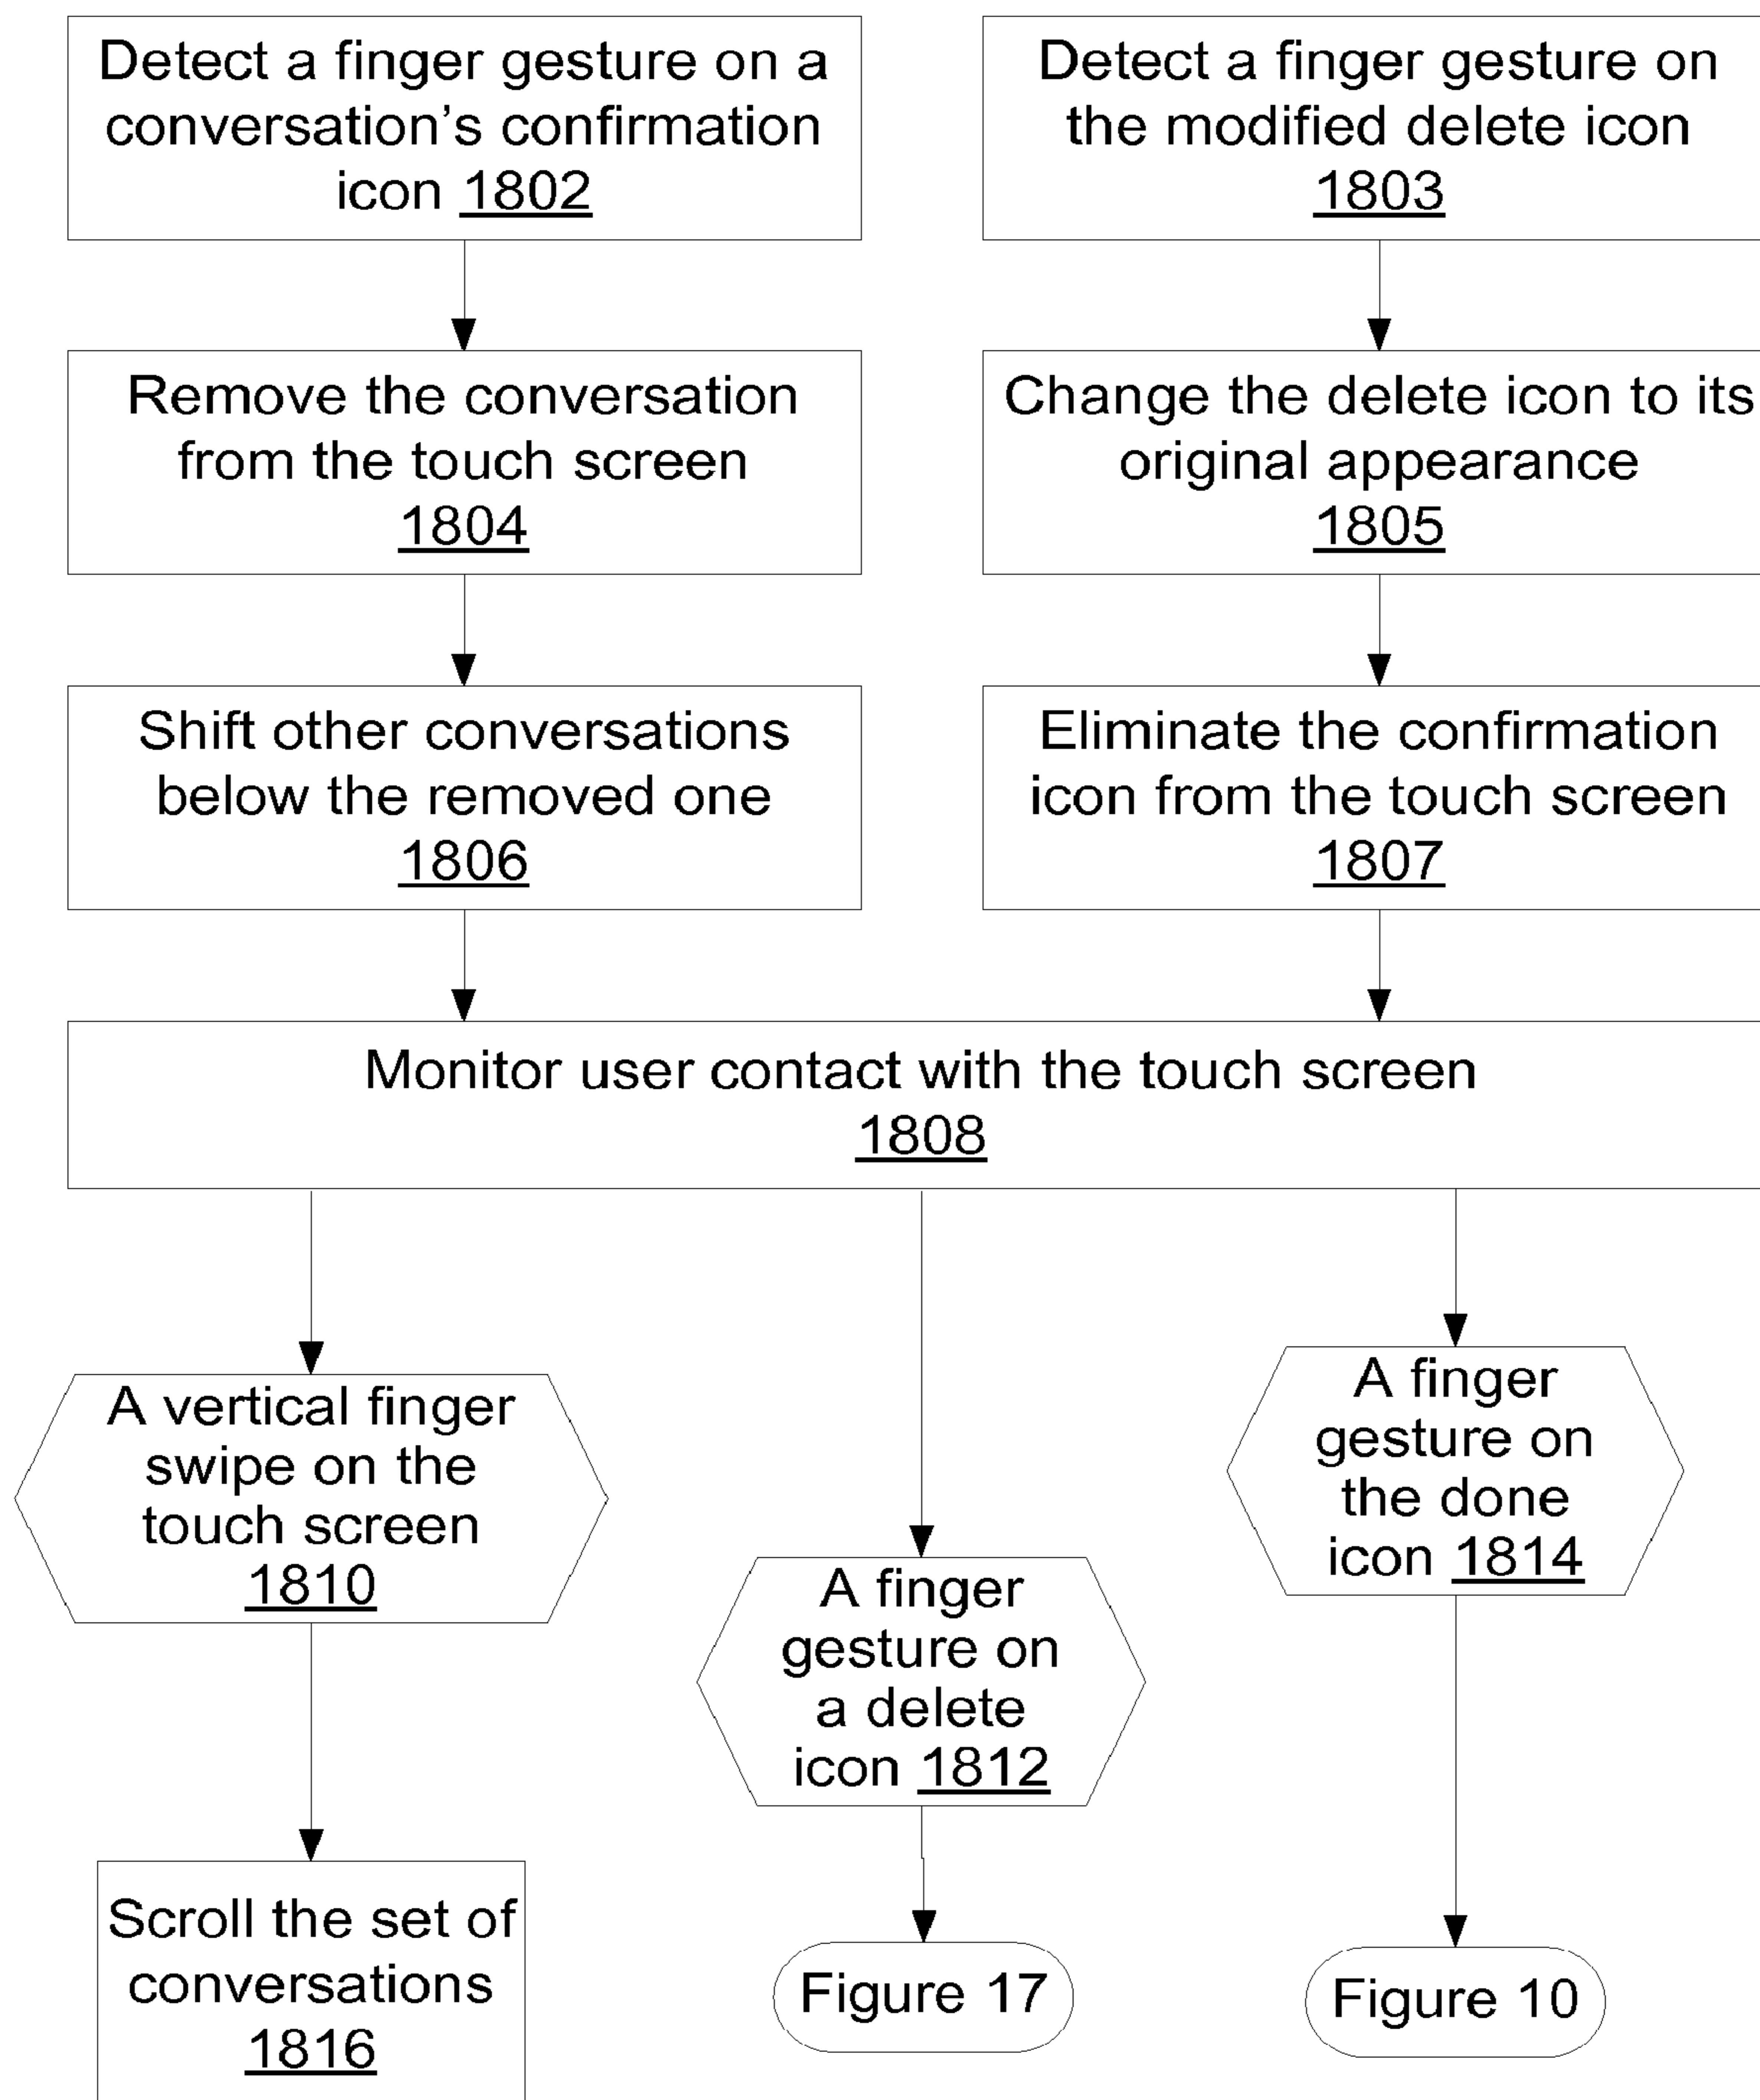 Detect a finger gesture on a
conversation’s confirmation
icon 1802
Detect a finger gesture on
the modified delete icon
1803
Remove the conversation
from the touch screen
1804
Change the delete icon to its
original appearance
1805
Shift other conversations
below the removed one
1806
Eliminate the confirmation
icon from the touch screen
1807
Monitor user contact with the touch screen
1808
A vertical finger
swipe on the
touch screen
1810
A finger
gesture on
a delete
icon 1812
A finger
gesture on
the done
icon 1814
Scroll the set of
conversations
1816
Figure 17
Figure 10